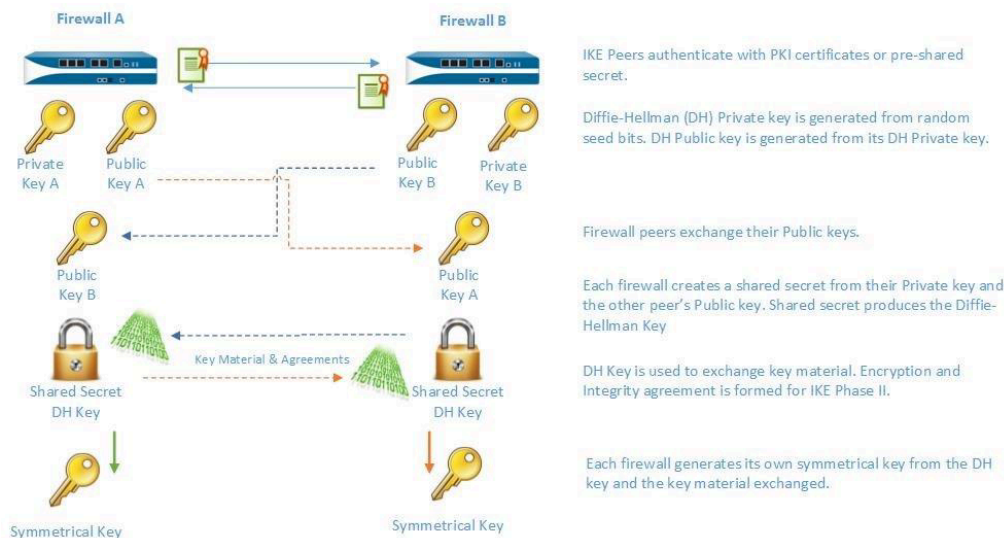 Firewall A
Firewall B
IKE Peers authenticate with PKI certificates or pre-shared
secret.
Private
Key A
Public
Key A
Public
Key B
Private
Key B
Diffie-Hellman (DH) Private key is generated from random
seed bits. DH Public key is generated from its DH Private key.
Public
Key B
Public
Key A
Firewall peers exchange their Public keys.
Each firewall creates a shared secret from their Private key and
the other peer's Public key. Shared secret produces the Diffie-
Hellman Key
Key Material & Agreements
Shared Secret
DH Key
Shared Secret
DH Key
DH Key is used to exchange key material. Encryption and
Integrity agreement is formed for IKE Phase II.
Symmetrical Key
Symmetrical Key
Each firewall generates its own symmetrical key from the DH
key and the key material exchanged.